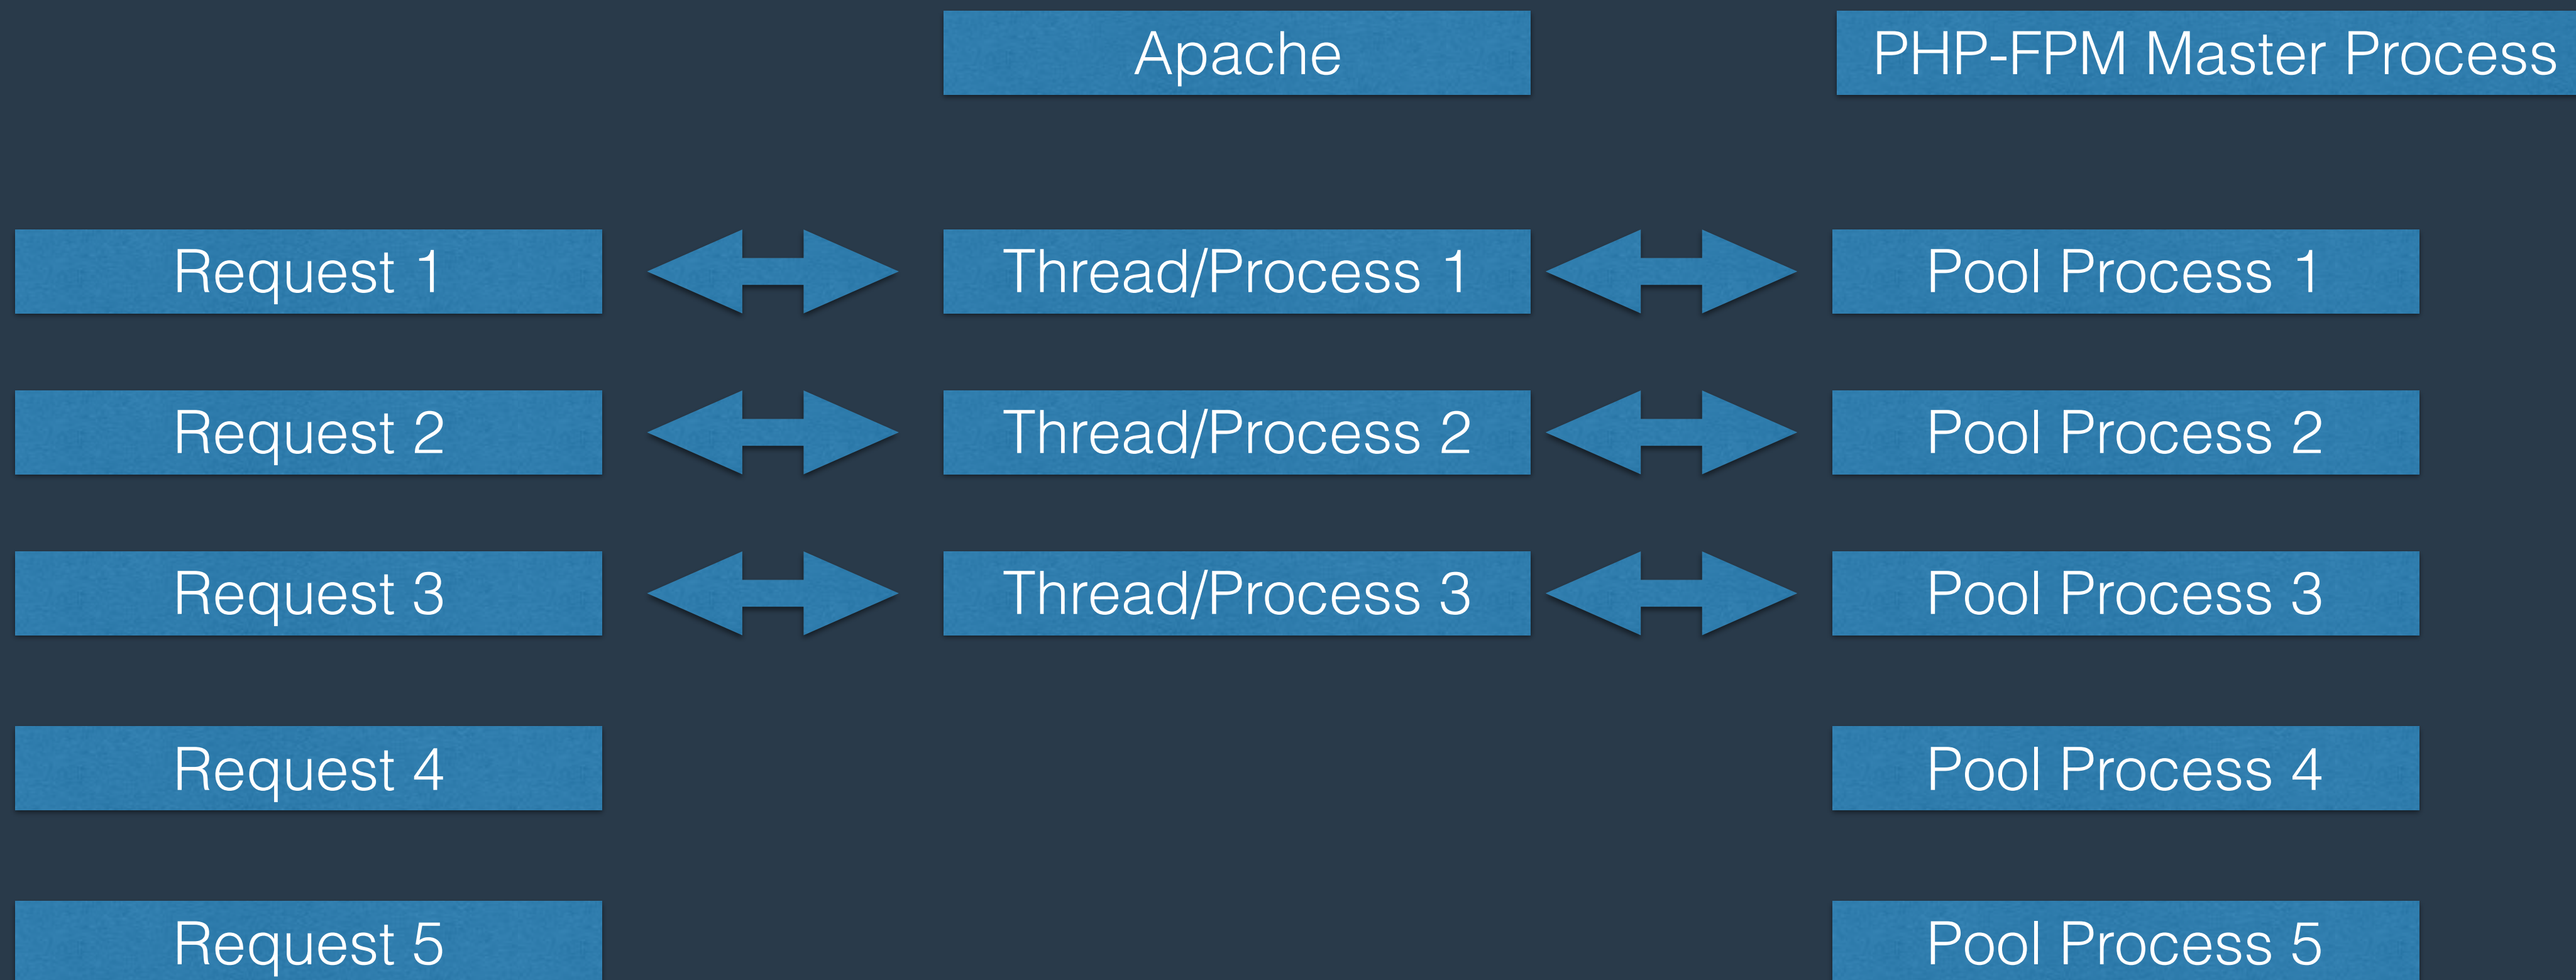 Apache
PHP-FPM Master Process
Request 1
Thread/Process 1
Pool Process 1
Request 2
Thread/Process 2
Pool Process 2
Request 3
Thread/Process 3
Pool Process 3
Request 4
Pool Process 4
Request 5
Pool Process 5